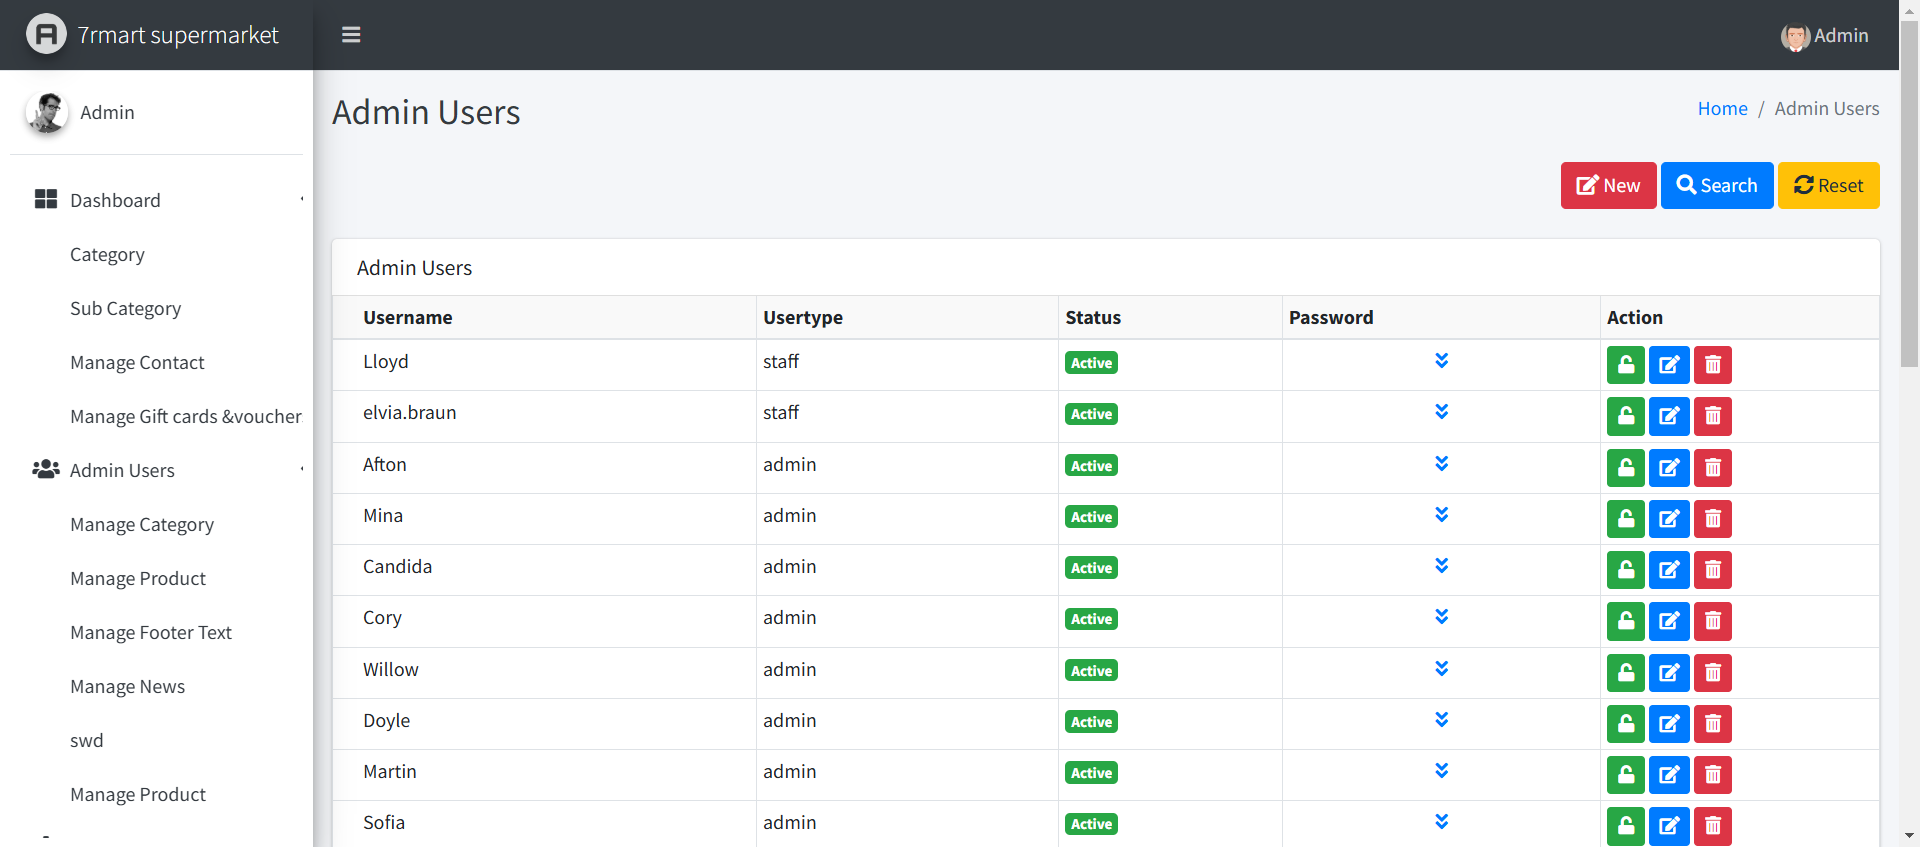 7rmart supermarket
Admin
Admin
Dashboard
Category
Sub Category
Manage Contact
Manage Gift cards &voucher
Admin Users
Manage Category
Manage Product
Manage Footer Text
Manage News
swd
Manage Product
Admin Users
Home / Admin Users
New Search Reset
Admin Users
Username Usertype Status Password Action
Lloyd staff Active
elvia.braun staff Active
Afton admin Active
Mina admin Active
Candida admin Active
Cory admin Active
Willow admin Active
Doyle admin Active
Martin admin Active
Sofia admin Active